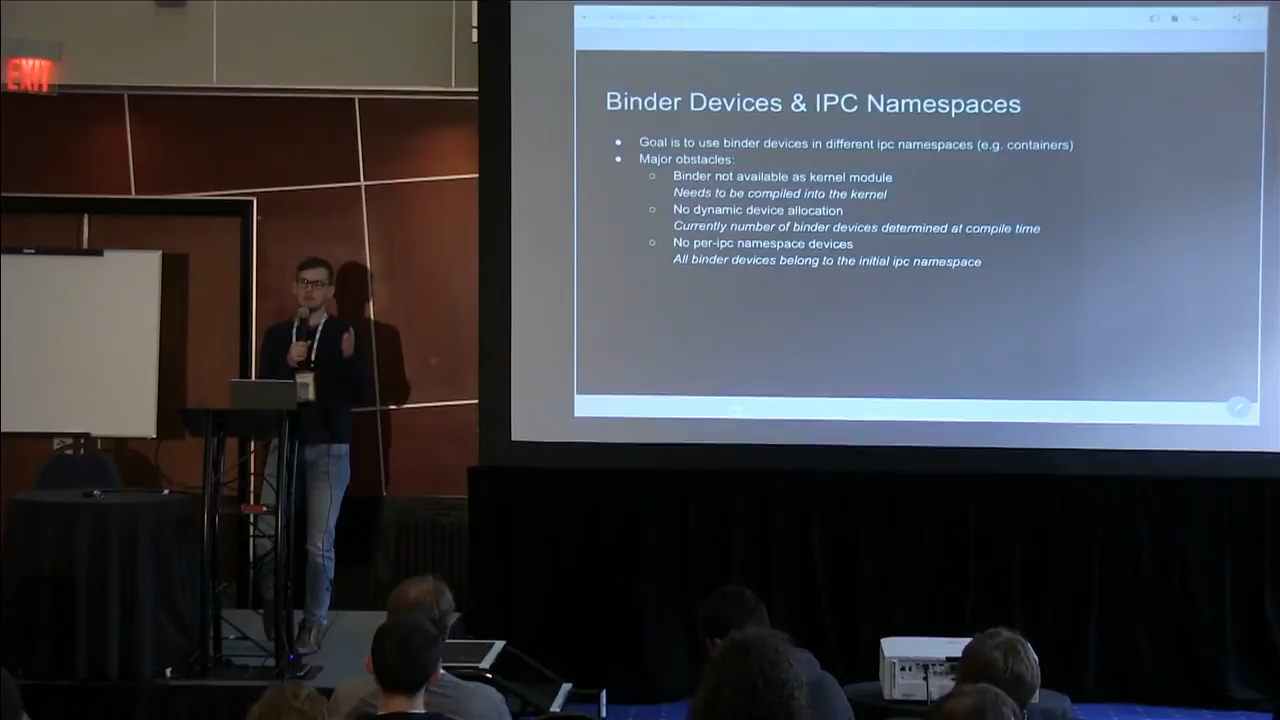 EXIT
Binder Devices & IPC Namespaces
Goal is to use binder devices in different ipc namespaces (e.g. containers)
Major obstacles:
Binder not available as kernel module
Needs to be compiled into the kernel
No dynamic device allocation
Currently number of binder devices determined at compile time
No per-ipc namespace devices
All binder devices belong to the initial ipc namespace